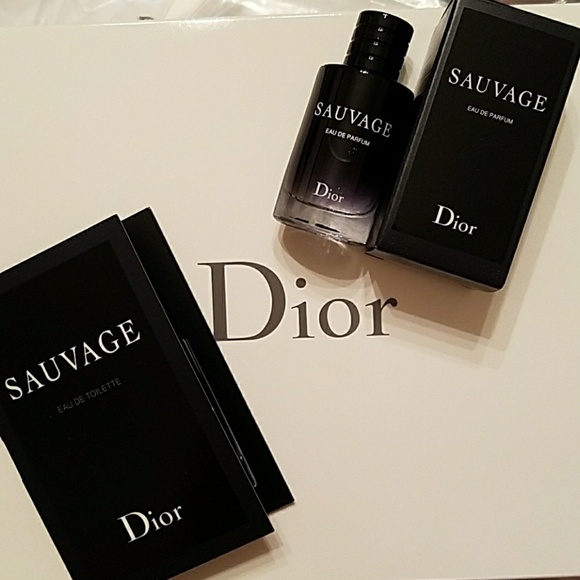 SAUVAGE
EAU DE PARFUM
Dior
SAUVAGE
EAU DE PARFUM
Dior
Dior
SAUVAGE
EAU DE TOILETTE
Dior